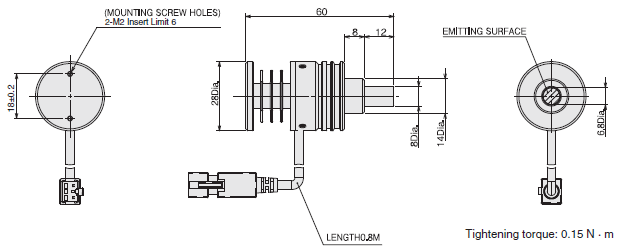 (MOUNTING SCREW HOLES)
2-M2 Insert Limit 6
60
8
12
EMITTING SURFACE
18±0.2
28Dia.
8Dia.
14Dia.
6.8Dia.
LENGTH0.8M
Tightening torque: 0.15 N · m